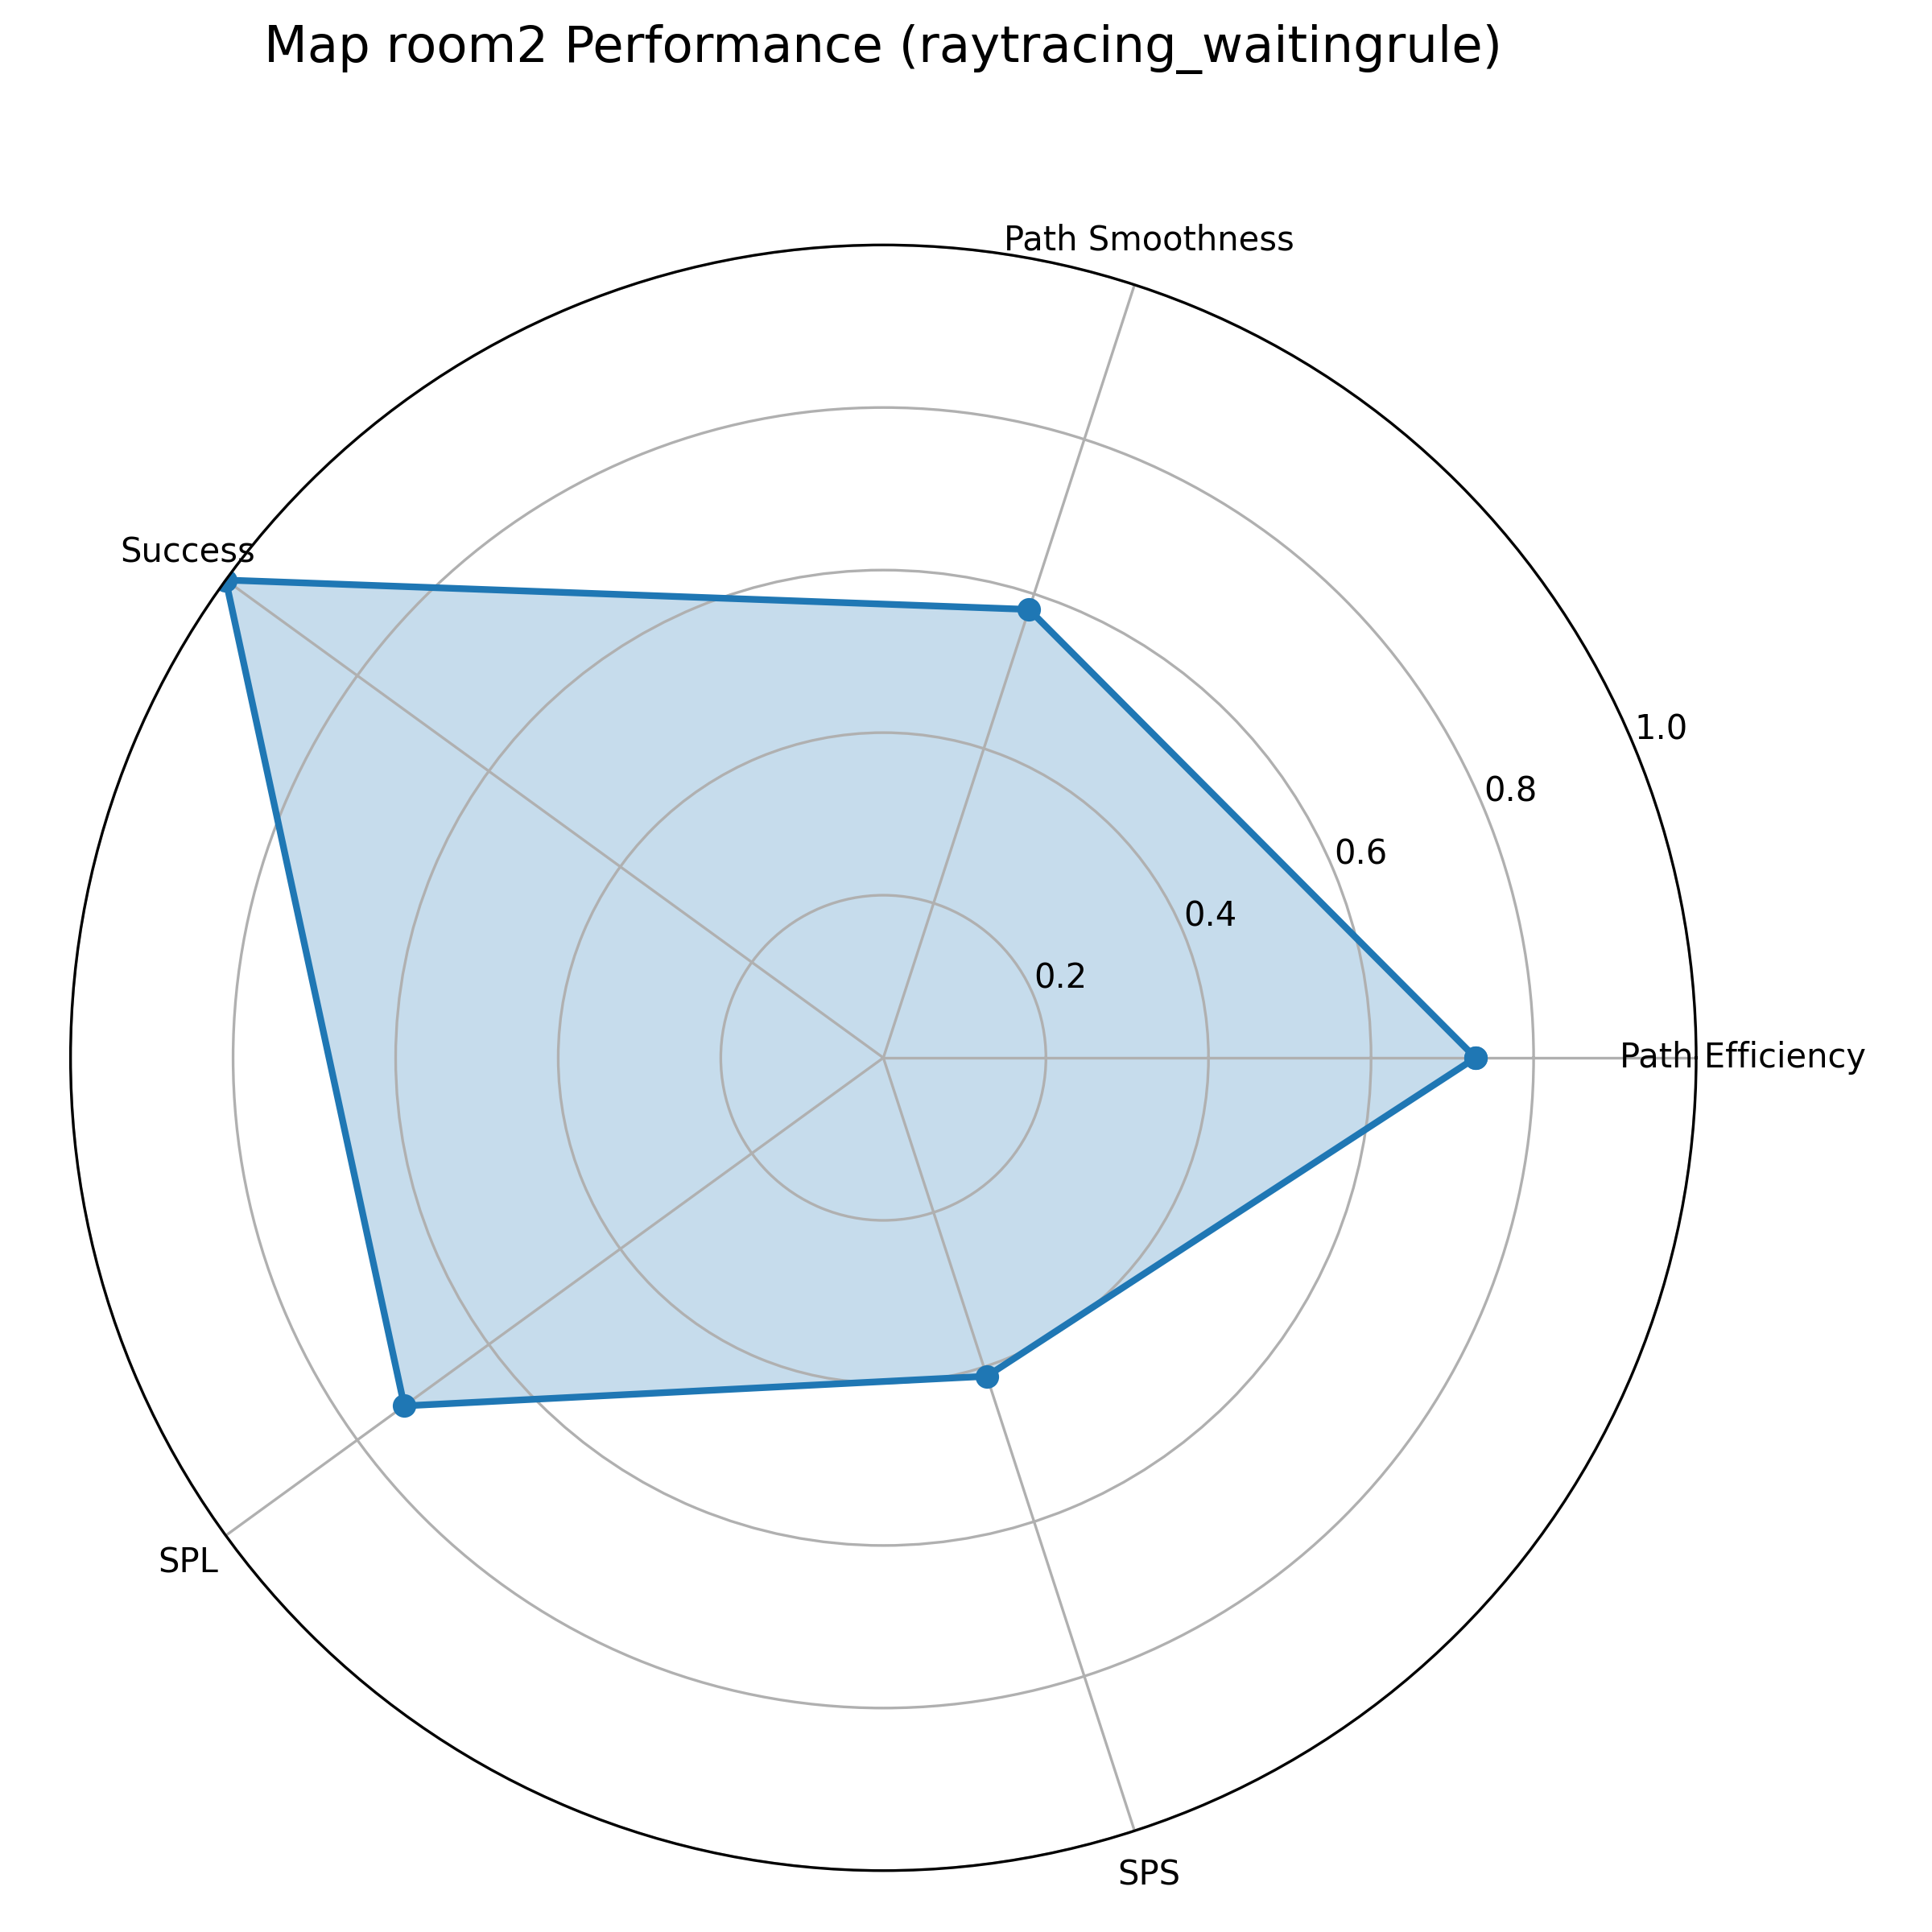 Map room2 Performance (raytracing_waitingrule)
Path Smoothness
Success
1.0
0.8
0.6
0.4
0.2
Path Efficiency
SPL
SPS